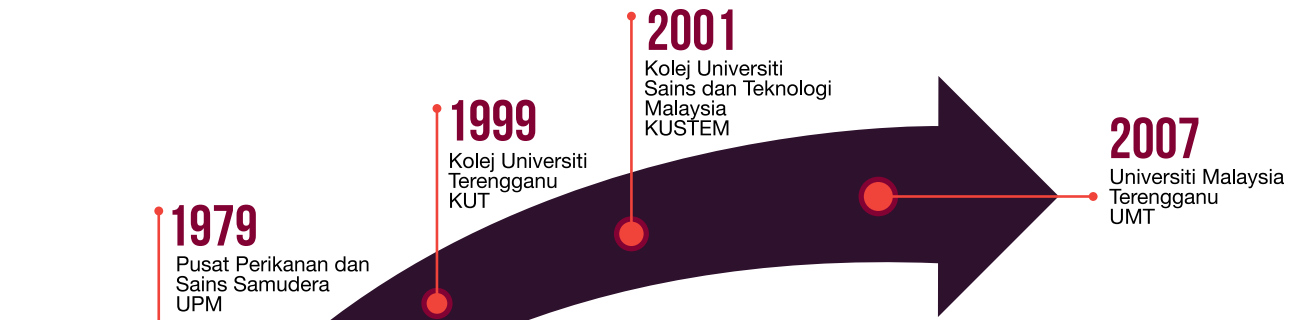 1979
Pusat Perikanan dan
Sains Samudera
UPM
1999
Kolej Universiti
Terengganu
KUT
2001
Kolej Universiti
Sains dan Teknologi
Malaysia
KUSTEM
2007
Universiti Malaysia
Terengganu
UMT